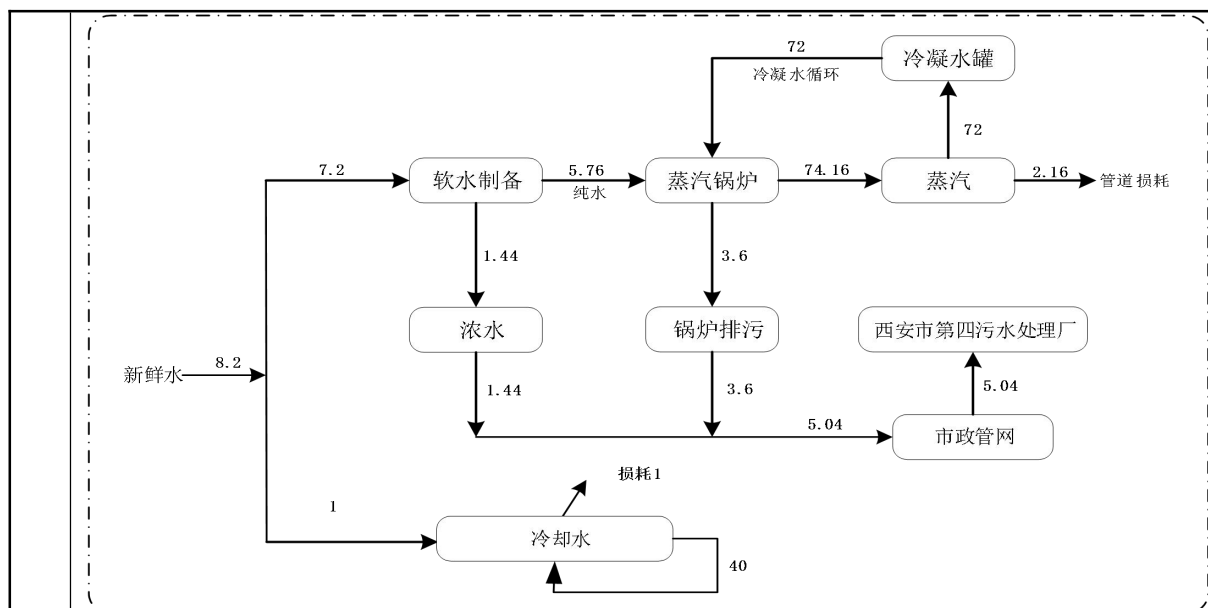 72
冷凝水罐
冷凝水循环
72
7.2
软水制备
5.76
纯水
蒸汽锅炉
74.16
蒸汽
2.16
管道损耗
1.44
3.6
浓水
锅炉排污
西安市第四污水处理厂
新鲜水
8.2
1.44
3.6
5.04
5.04
市政管网
损耗1
1
冷却水
40